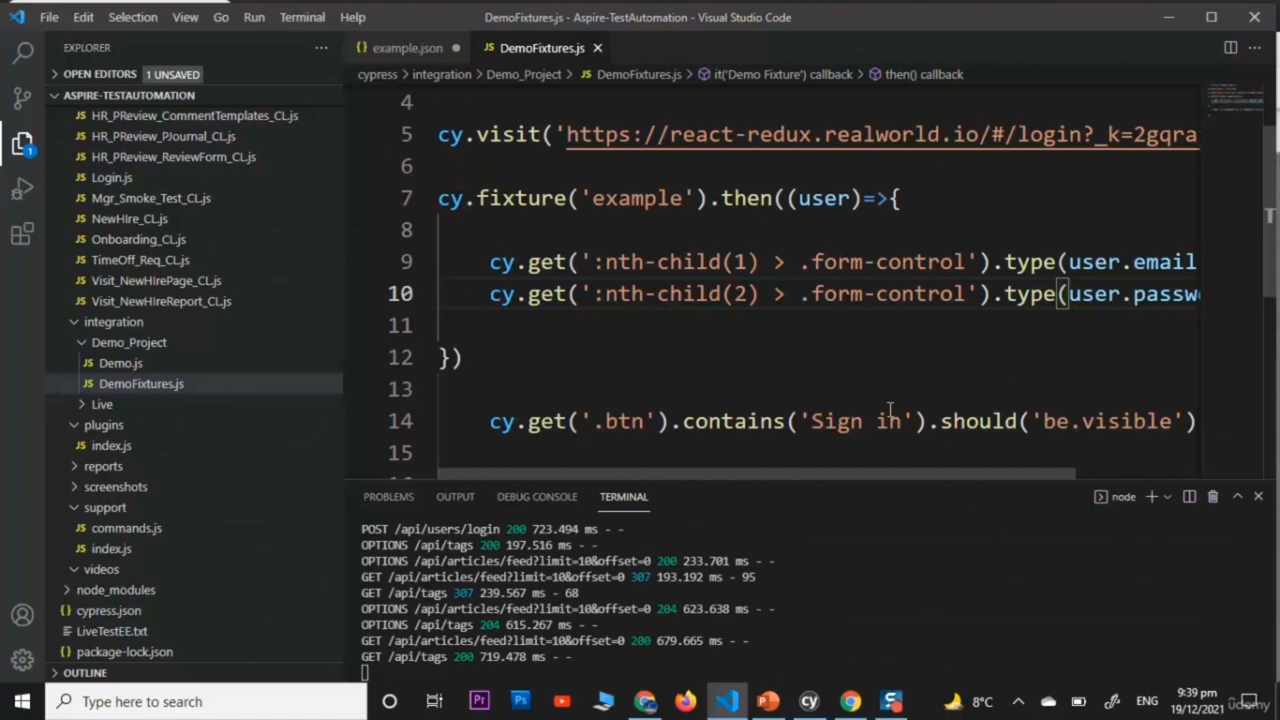 File Edit Selection View Go Run Terminal Help DemoFixtures.js - Aspire-TestAutomation - Visual Studio Code
EXPLORER
OPEN EDITORS 1 UNSAVED
ASPIRE-TESTAUTOMATION
HR_PReview_CommentTemplates_CL.js
HR_PReview_PJournal_CL.js
HR_PReview_ReviewForm_CL.js
Login.js
Mgr_Smoke_Test_CL.js
NewHIre_CL.js
Onboarding_CL.js
TimeOff_Req_CL.js
Visit_NewHIrePage_CL.js
Visit_NewHIreReport_CL.js
integration
Demo_Project
Demo.js
DemoFixtures.js
Live
plugins
index.js
reports
screenshots
support
commands.js
index.js
videos
node_modules
cypress.json
LiveTestEE.txt
package-lock.json
OUTLINE
example.json DemoFixtures.js
cypress > integration > Demo_Project > DemoFixtures.js > it('Demo Fixture') callback > then() callback
4
5 cy.visit('https://react-redux.realworld.io/#/login?_k=2gqra
6
7 cy.fixture('example').then((user)=>{
8
9 cy.get(':nth-child(1) > .form-control').type(user.email
10 cy.get(':nth-child(2) > .form-control').type(user.passw
11
12 })
13
14 cy.get('.btn').contains('Sign in').should('be.visible')
15
PROBLEMS OUTPUT DEBUG CONSOLE TERMINAL node
POST /api/users/login 200 723.494 ms - -
OPTIONS /api/tags 200 197.516 ms - -
OPTIONS /api/articles/feed?limit=10&offset=0 200 233.701 ms - -
GET /api/articles/feed?limit=10&offset=0 307 193.192 ms - 95
GET /api/tags 307 239.567 ms - 68
OPTIONS /api/articles/feed?limit=10&offset=0 204 623.638 ms - -
OPTIONS /api/tags 204 615.267 ms - -
GET /api/articles/feed?limit=10&offset=0 200 679.665 ms - -
GET /api/tags 200 719.478 ms - -
Type here to search
Pr Ps cy 8°C ENG 9:39 pm
19/12/2021
udemy